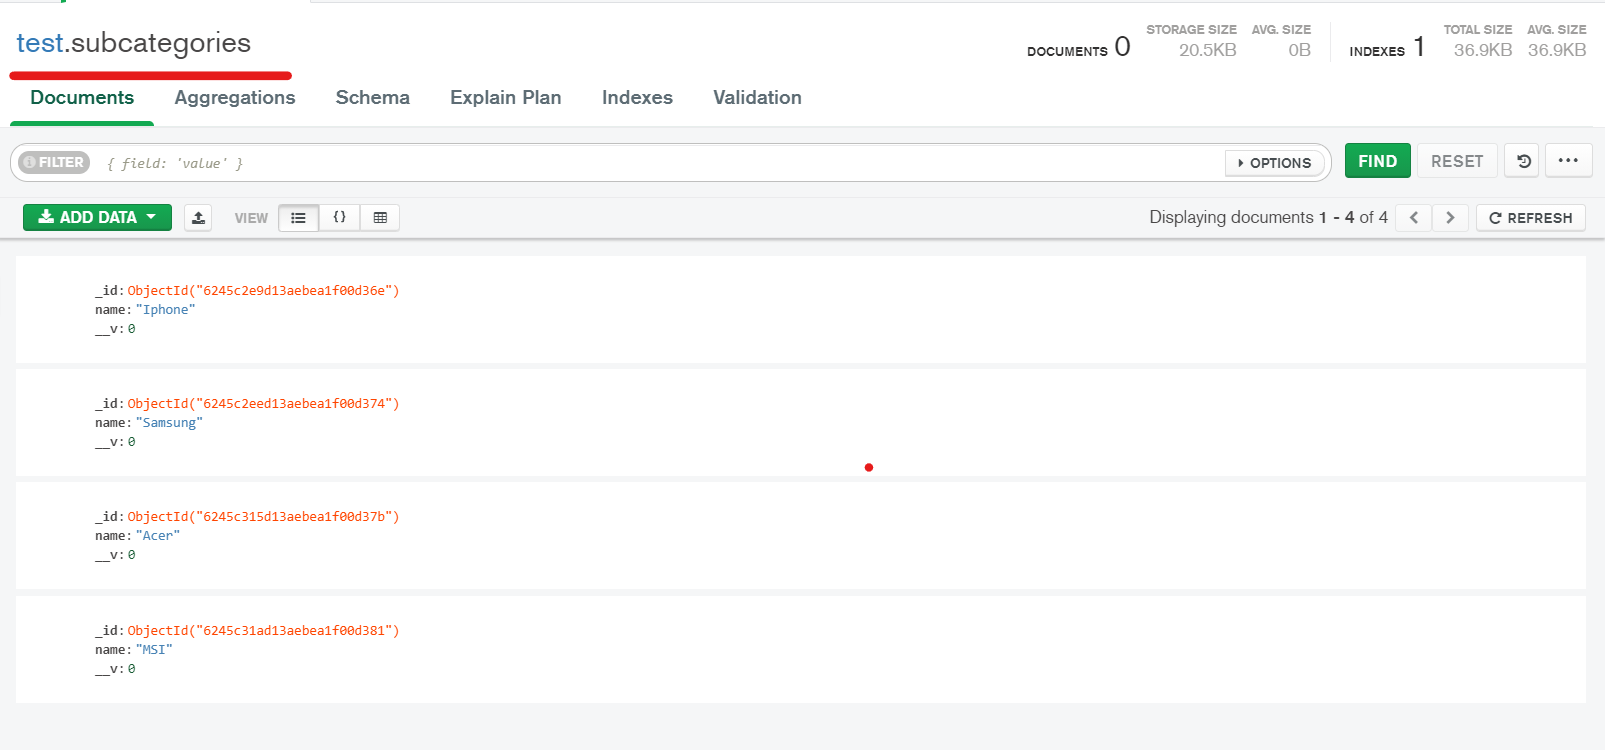 test.subcategories
DOCUMENTS 0
STORAGE SIZE AVG. SIZE
20.5KB 0B
INDEXES 1
TOTAL SIZE AVG. SIZE
36.9KB 36.9KB
Documents Aggregations Schema Explain Plan Indexes Validation
FILTER { field: 'value' } OPTIONS FIND RESET
ADD DATA VIEW { } Displaying documents 1 - 4 of 4 REFRESH
_id: ObjectId("6245c2e9d13aebea1f00d36e")
name: "Iphone"
__v: 0
_id: ObjectId("6245c2eed13aebea1f00d374")
name: "Samsung"
__v: 0
_id: ObjectId("6245c315d13aebea1f00d37b")
name: "Acer"
__v: 0
_id: ObjectId("6245c31ad13aebea1f00d381")
name: "MSI"
__v: 0